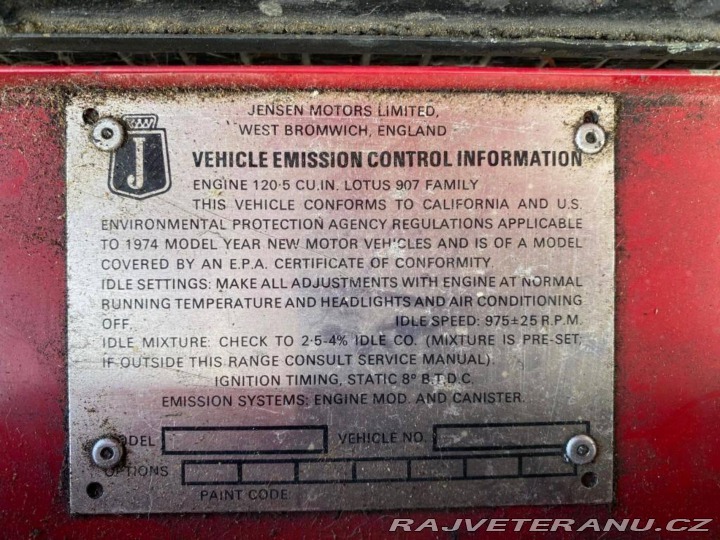 JENSEN MOTORS LIMITED,
WEST BROMWICH, ENGLAND
J
VEHICLE EMISSION CONTROL INFORMATION
ENGINE 120·5 CU.IN. LOTUS 907 FAMILY
THIS VEHICLE CONFORMS TO CALIFORNIA AND U.S.
ENVIRONMENTAL PROTECTION AGENCY REGULATIONS APPLICABLE
TO 1974 MODEL YEAR NEW MOTOR VEHICLES AND IS OF A MODEL
COVERED BY AN E.P.A. CERTIFICATE OF CONFORMITY.
IDLE SETTINGS: MAKE ALL ADJUSTMENTS WITH ENGINE AT NORMAL
RUNNING TEMPERATURE AND HEADLIGHTS AND AIR CONDITIONING
OFF. IDLE SPEED: 975±25 R.P.M.
IDLE MIXTURE: CHECK TO 2·5-4% IDLE CO. (MIXTURE IS PRE-SET,
IF OUTSIDE THIS RANGE CONSULT SERVICE MANUAL).
IGNITION TIMING, STATIC 8° B.T.D.C.
EMISSION SYSTEMS: ENGINE MOD. AND CANISTER.
MODEL VEHICLE NO.
OPTIONS
PAINT CODE:
RAJVETERANU.CZ